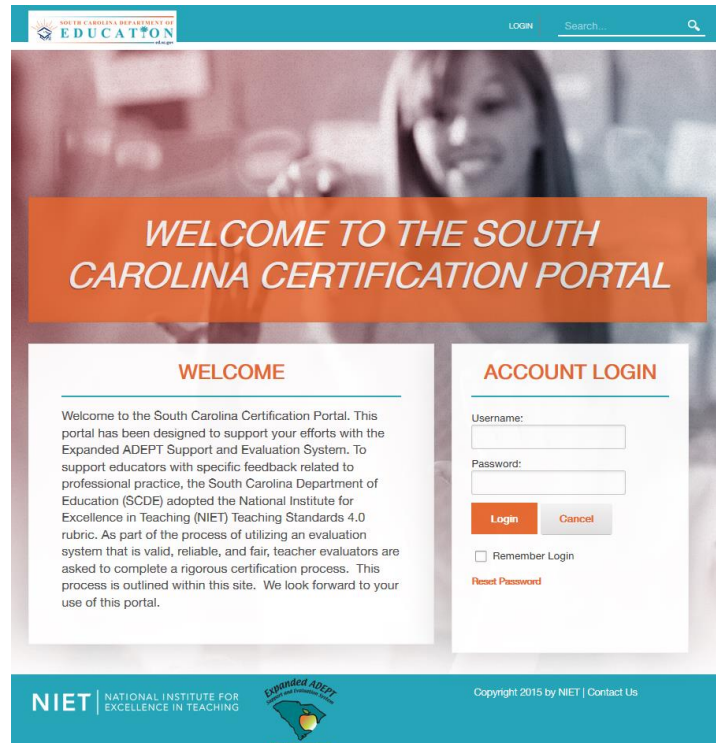 SOUTH CAROLINA DEPARTMENT OF
EDUCATION
ed.sc.gov
LOGIN
Search...
WELCOME TO THE SOUTH
CAROLINA CERTIFICATION PORTAL
WELCOME
Welcome to the South Carolina Certification Portal. This
portal has been designed to support your efforts with the
Expanded ADEPT Support and Evaluation System. To
support educators with specific feedback related to
professional practice, the South Carolina Department of
Education (SCDE) adopted the National Institute for
Excellence in Teaching (NIET) Teaching Standards 4.0
rubric. As part of the process of utilizing an evaluation
system that is valid, reliable, and fair, teacher evaluators are
asked to complete a rigorous certification process. This
process is outlined within this site. We look forward to your
use of this portal.
ACCOUNT LOGIN
Username:
Password:
Login
Cancel
Remember Login
Reset Password
NIET
NATIONAL INSTITUTE FOR
EXCELLENCE IN TEACHING
Expanded ADEPT
Support and Evaluation System
Copyright 2015 by NIET | Contact Us